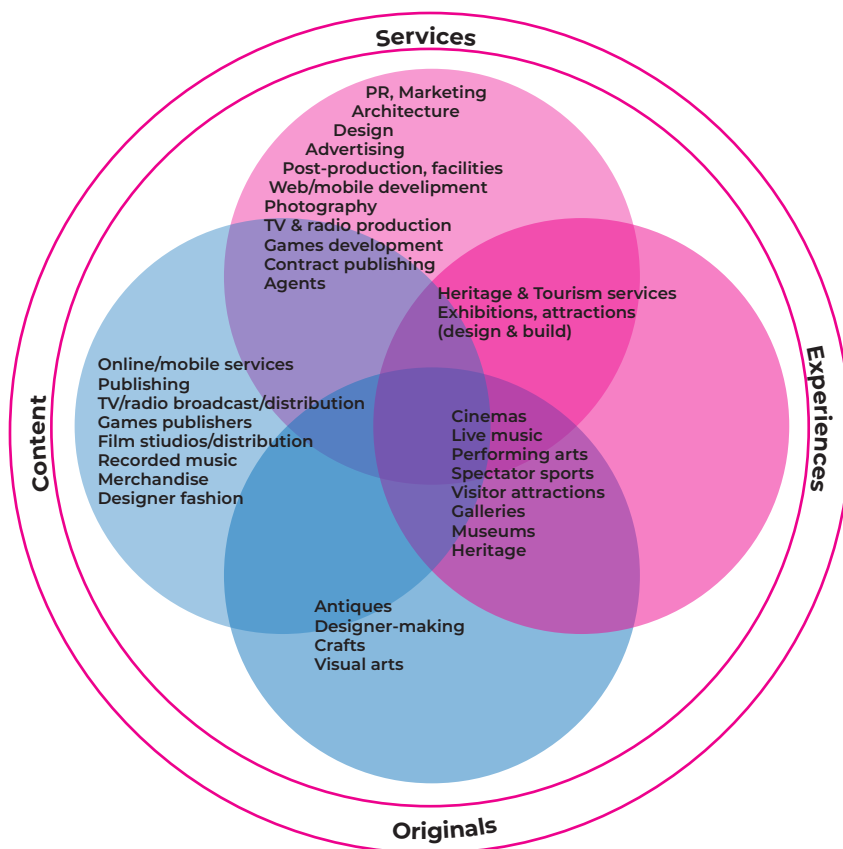 Services
PR, Marketing
Architecture
Design
Advertising
Post-production, facilities
Web/mobile develipment
Photography
TV & radio production
Games development
Contract publishing
Agents
Heritage & Tourism services
Exhibitions, attractions
(design & build)
Content
Online/mobile services
Publishing
TV/radio broadcast/distribution
Games publishers
Film stiudios/distribution
Recorded music
Merchandise
Designer fashion
Cinemas
Live music
Performing arts
Spectator sports
Visitor attractions
Galleries
Museums
Heritage
Experiences
Antiques
Designer-making
Crafts
Visual arts
Originals